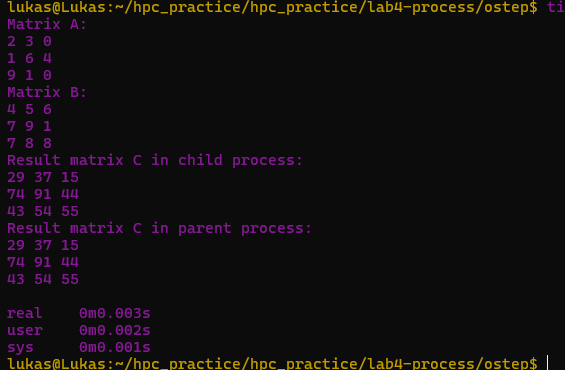 lukas@Lukas:~/hpc_practice/hpc_practice/lab4-process/ostep$ ti
Matrix A:
2 3 0
1 6 4
9 1 0
Matrix B:
4 5 6
7 9 1
7 8 8
Result matrix C in child process:
29 37 15
74 91 44
43 54 55
Result matrix C in parent process:
29 37 15
74 91 44
43 54 55

real    0m0.003s
user    0m0.002s
sys     0m0.001s
lukas@Lukas:~/hpc_practice/hpc_practice/lab4-process/ostep$